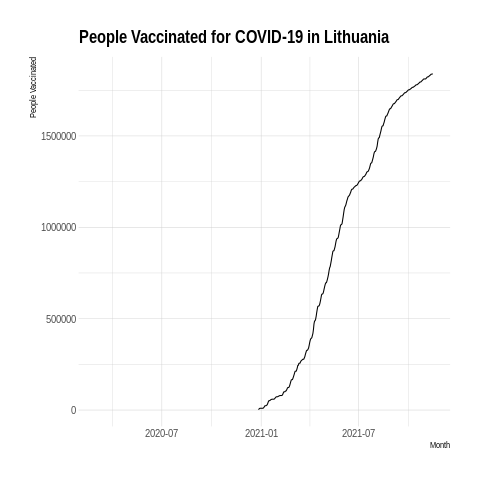 People Vaccinated for COVID-19 in Lithuania
People Vaccinated
1500000
1000000
500000
0
2020-07 2021-01 2021-07
Month